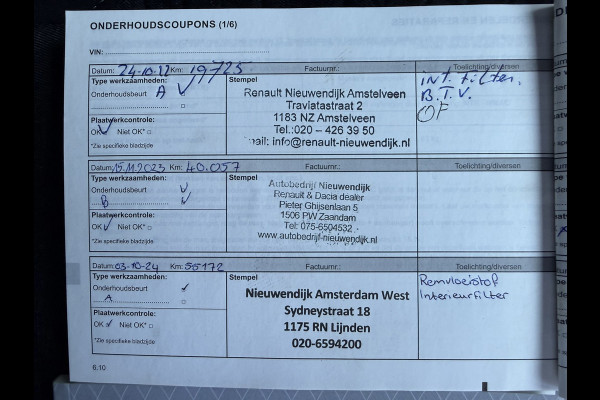 ONDERHOUDSCOUPONS (1/6)
VIN:
Datum: 24-10-22 Km: 19725 Factuurnr.: Toelichting/diversen
Type werkzaamheden: Stempel
Onderhoudsbeurt
A
Plaatwerkcontrole:
OK Niet OK*
*Zie specifieke bladzijde
Renault Nieuwendijk Amstelveen
Traviatastraat 2
1183 NZ Amstelveen
Tel.:020 - 426 39 50
mail: info@renault-nieuwendijk.nl
int. filter.
B.T.V.
OF
Datum: 15.11.2023 Km: 40.057 Factuurnr.: Toelichting/diversen
Type werkzaamheden: Stempel
Onderhoudsbeurt
B
Plaatwerkcontrole:
OK Niet OK*
*Zie specifieke bladzijde
Autobedrijf Nieuwendijk
Renault & Dacia dealer
Pieter Ghijsenlaan 5
1506 PW Zaandam
Tel: 075-6504532
www.autobedrijf-nieuwendijk.nl
Datum: 03-10-24 Km: 55172 Factuurnr.: Toelichting/diversen
Type werkzaamheden: Stempel
Onderhoudsbeurt
A
Plaatwerkcontrole:
OK Niet OK*
*Zie specifieke bladzijde
Nieuwendijk Amsterdam West
Sydneystraat 18
1175 RN Lijnden
020-6594200
Remvloeistof
Interieurfilter
6.10